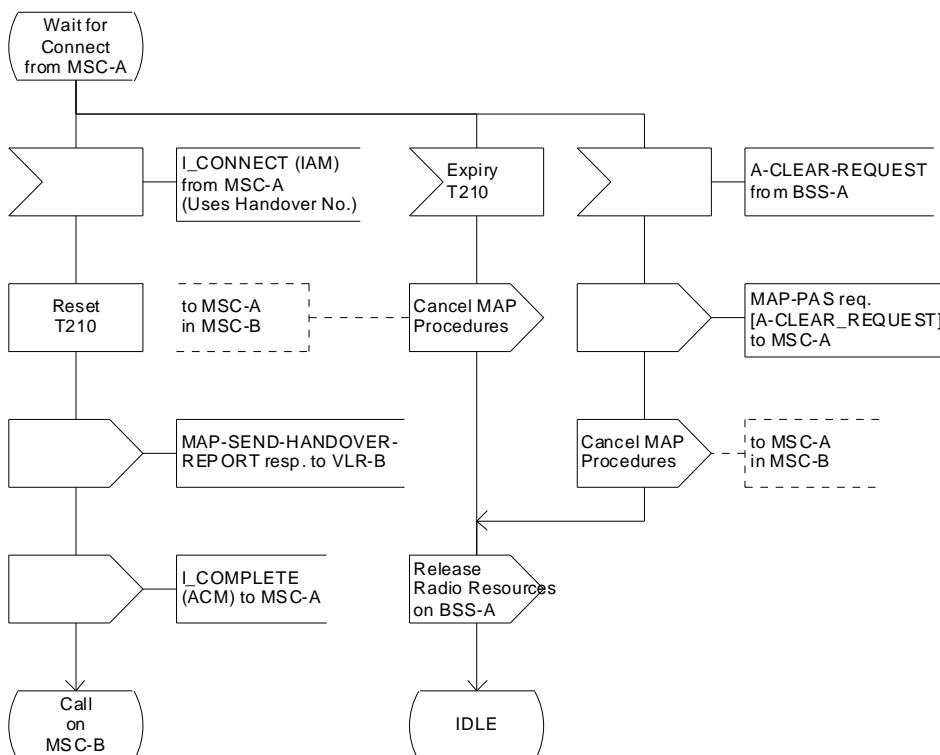 Wait for
Connect
from MSC-A
I_CONNECT (IAM)
from MSC-A
(Uses Handover No.)
Expiry
T210
A-CLEAR-REQUEST
from BSS-A
Reset
T210
to MSC-A
in MSC-B
Cancel MAP
Procedures
MAP-PAS req.
[A-CLEAR_REQUEST]
to MSC-A
MAP-SEND-HANDOVER-
REPORT resp. to VLR-B
Cancel MAP
Procedures
to MSC-A
in MSC-B
I_COMPLETE
(ACM) to MSC-A
Release
Radio Resources
on BSS-A
Call
on
MSC-B
IDLE